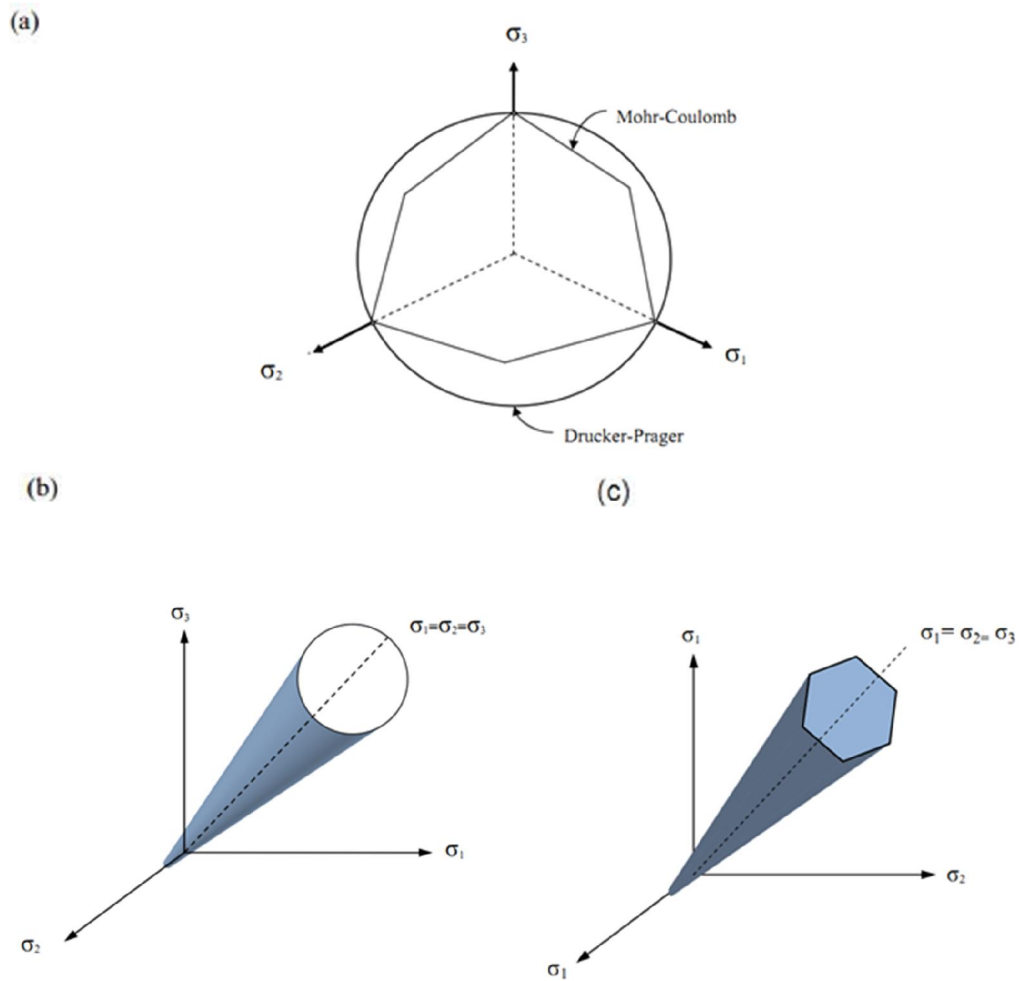 (a)
σ₃
Mohr-Coulomb
σ₂
σ₁
Drucker-Prager
(b)
(c)
σ₃
σ₁=σ₂=σ₃
σ₁
σ₂
σ₁
σ₁= σ₂₌ σ₃
σ₂
σ₁